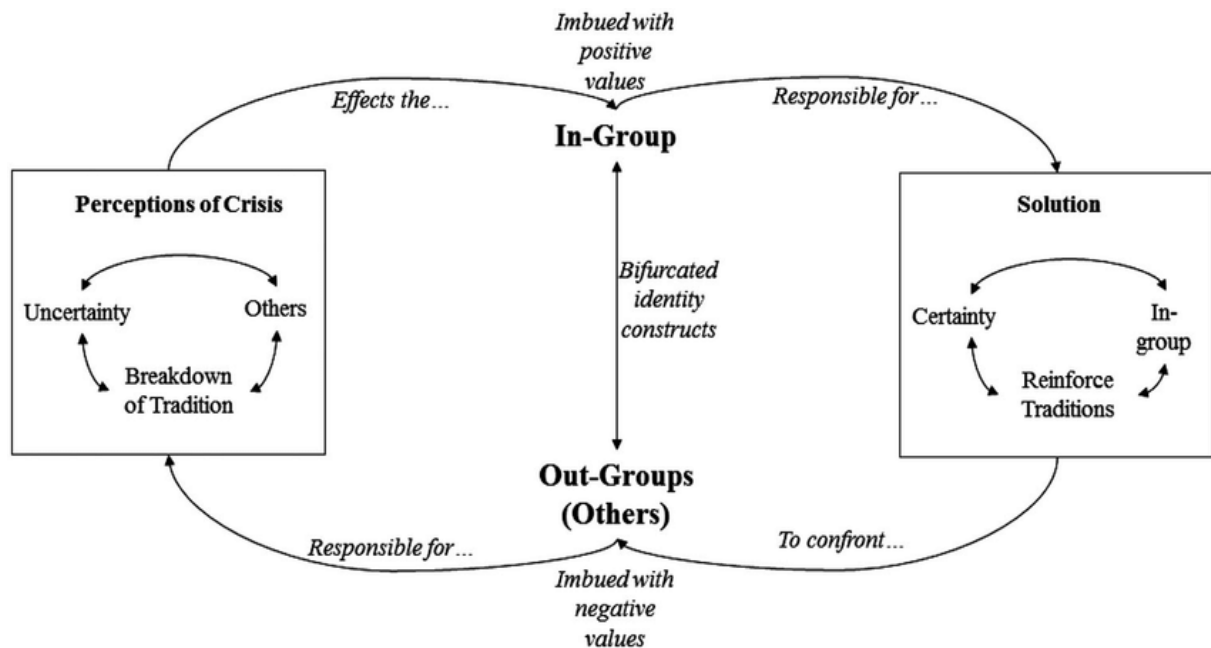 Imbued with
positive
values
Effects the…
Responsible for…
In-Group
Perceptions of Crisis
Uncertainty
Others
Breakdown
of Tradition
Bifurcated
identity
constructs
Solution
Certainty
In-
group
Reinforce
Traditions
Out-Groups
(Others)
Responsible for…
To confront…
Imbued with
negative
values